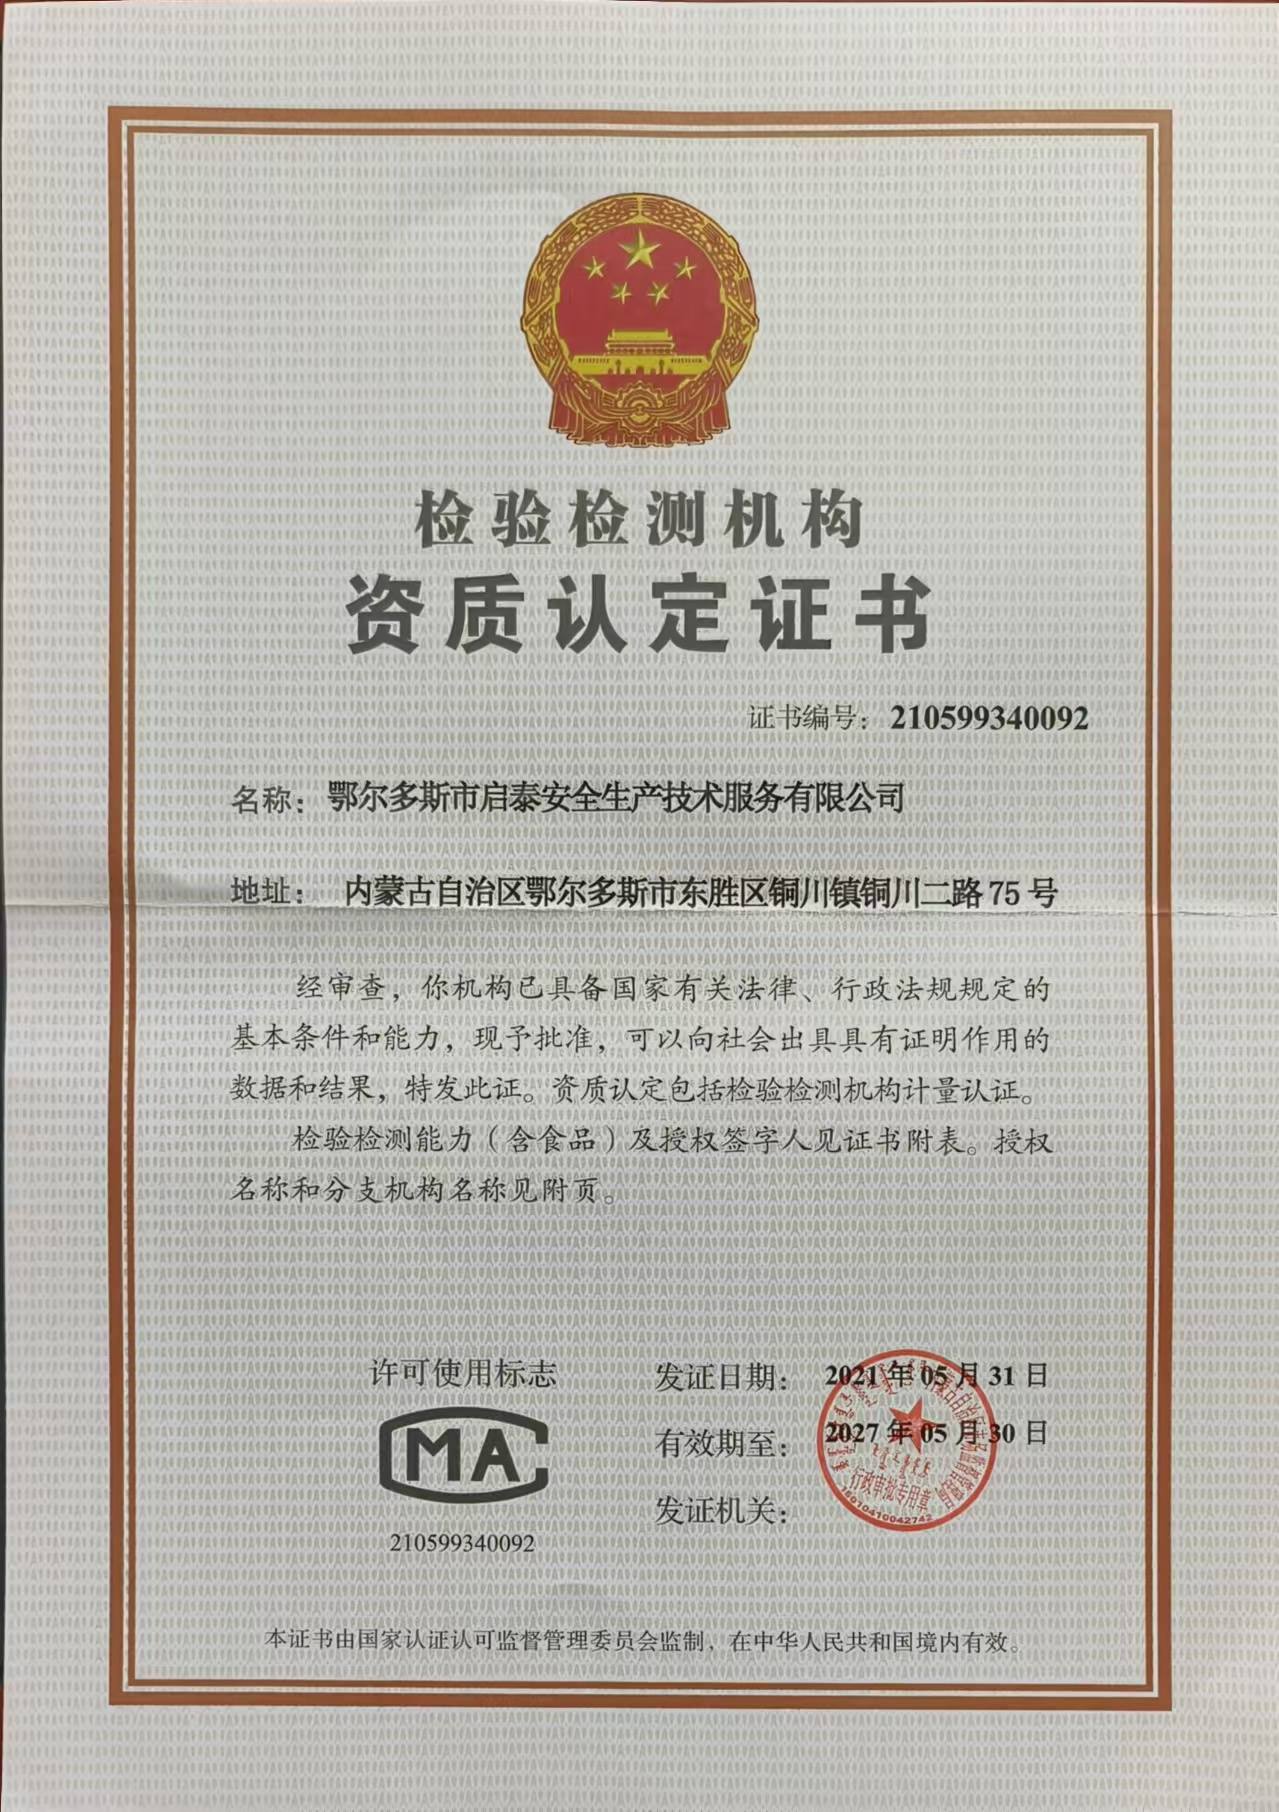 检验检测机构
资质认定证书
证书编号：210599340092
名称：鄂尔多斯市启泰安全生产技术服务有限公司
地址：内蒙古自治区鄂尔多斯市东胜区铜川镇铜川二路75号
经审查，你机构已具备国家有关法律、行政法规规定的
基本条件和能力，现予批准，可以向社会出具具有证明作用的
数据和结果，特发此证。资质认定包括检验检测机构计量认证。
检验检测能力（含食品）及授权签字人见证书附表。授权
名称和分支机构名称见附页。
许可使用标志
MA
210599340092
发证日期：2021年05月31日
有效期至：2027年05月30日
发证机关：
行政审批专用章
15010410042742
本证书由国家认证认可监督管理委员会监制，在中华人民共和国境内有效。